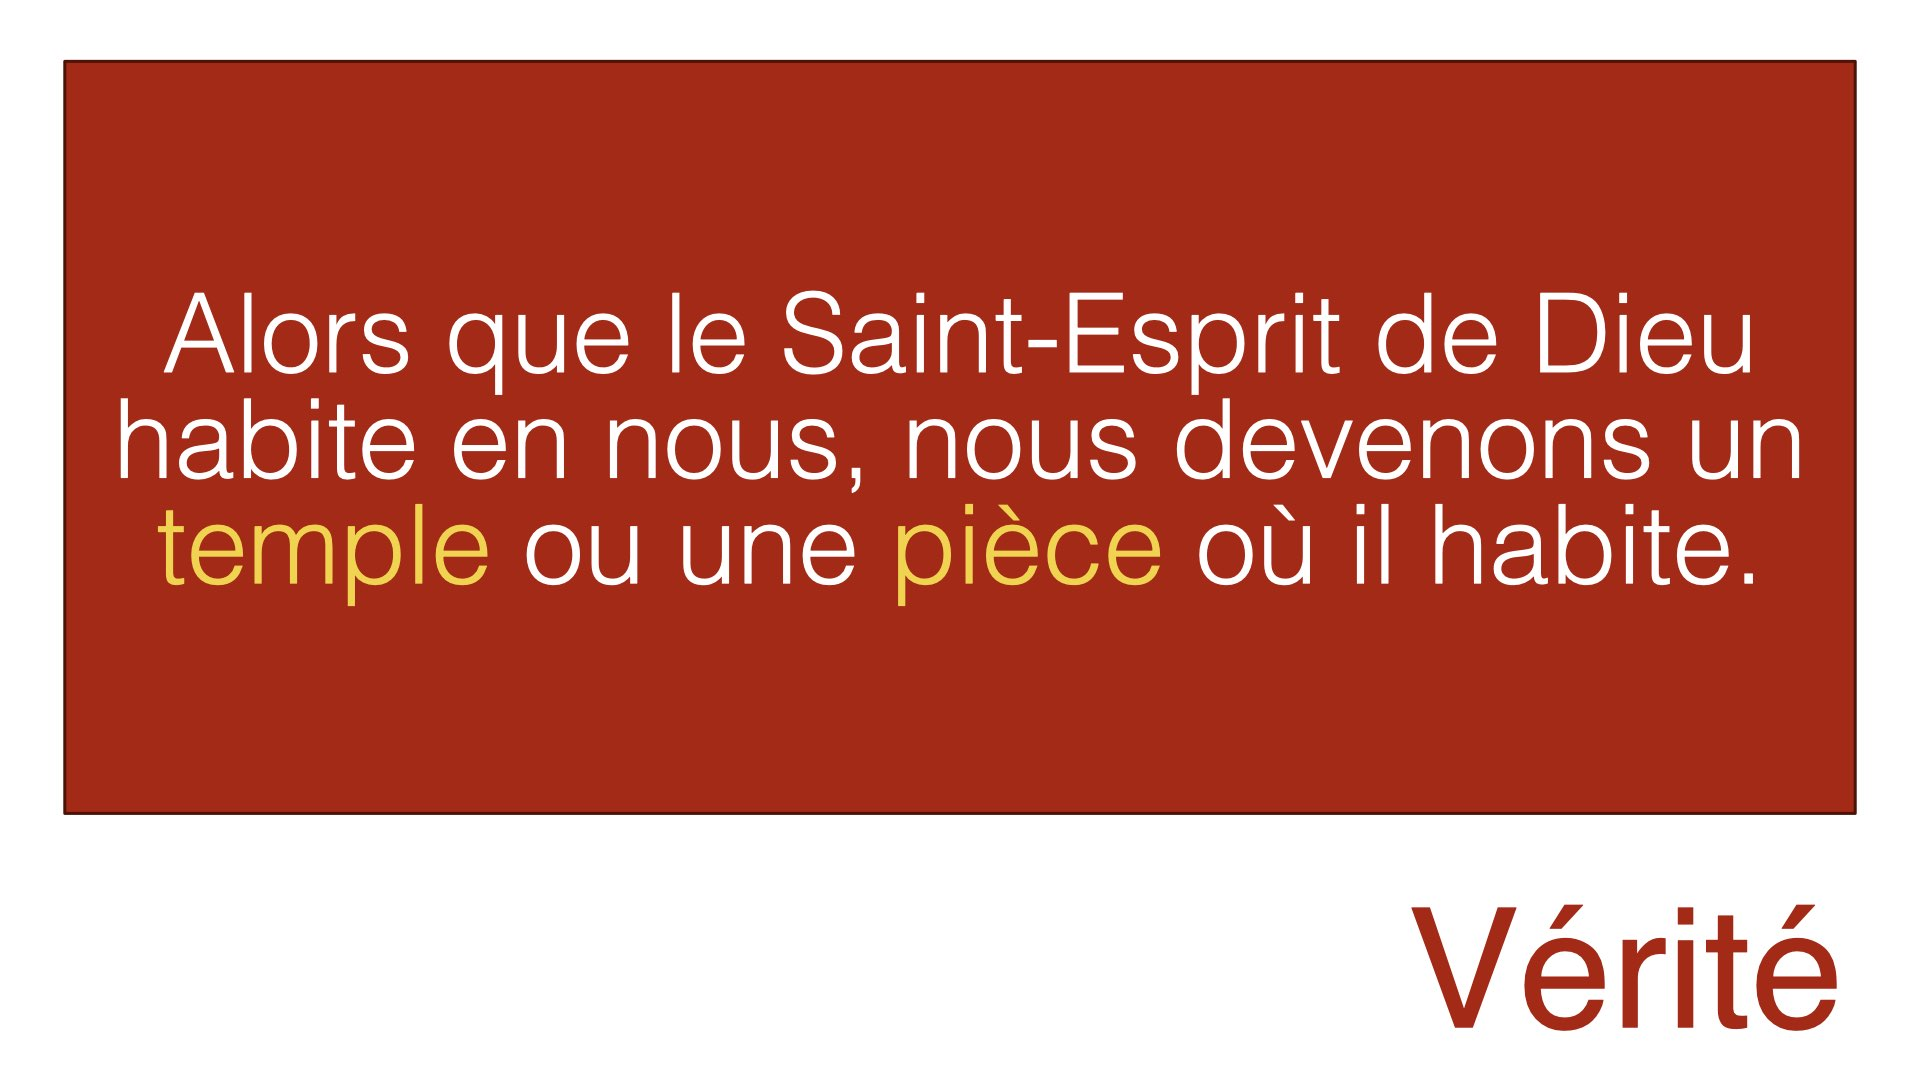 Alors que le Saint-Esprit de Dieu
habite en nous, nous devenons un
temple ou une pièce où il habite.
Vérité